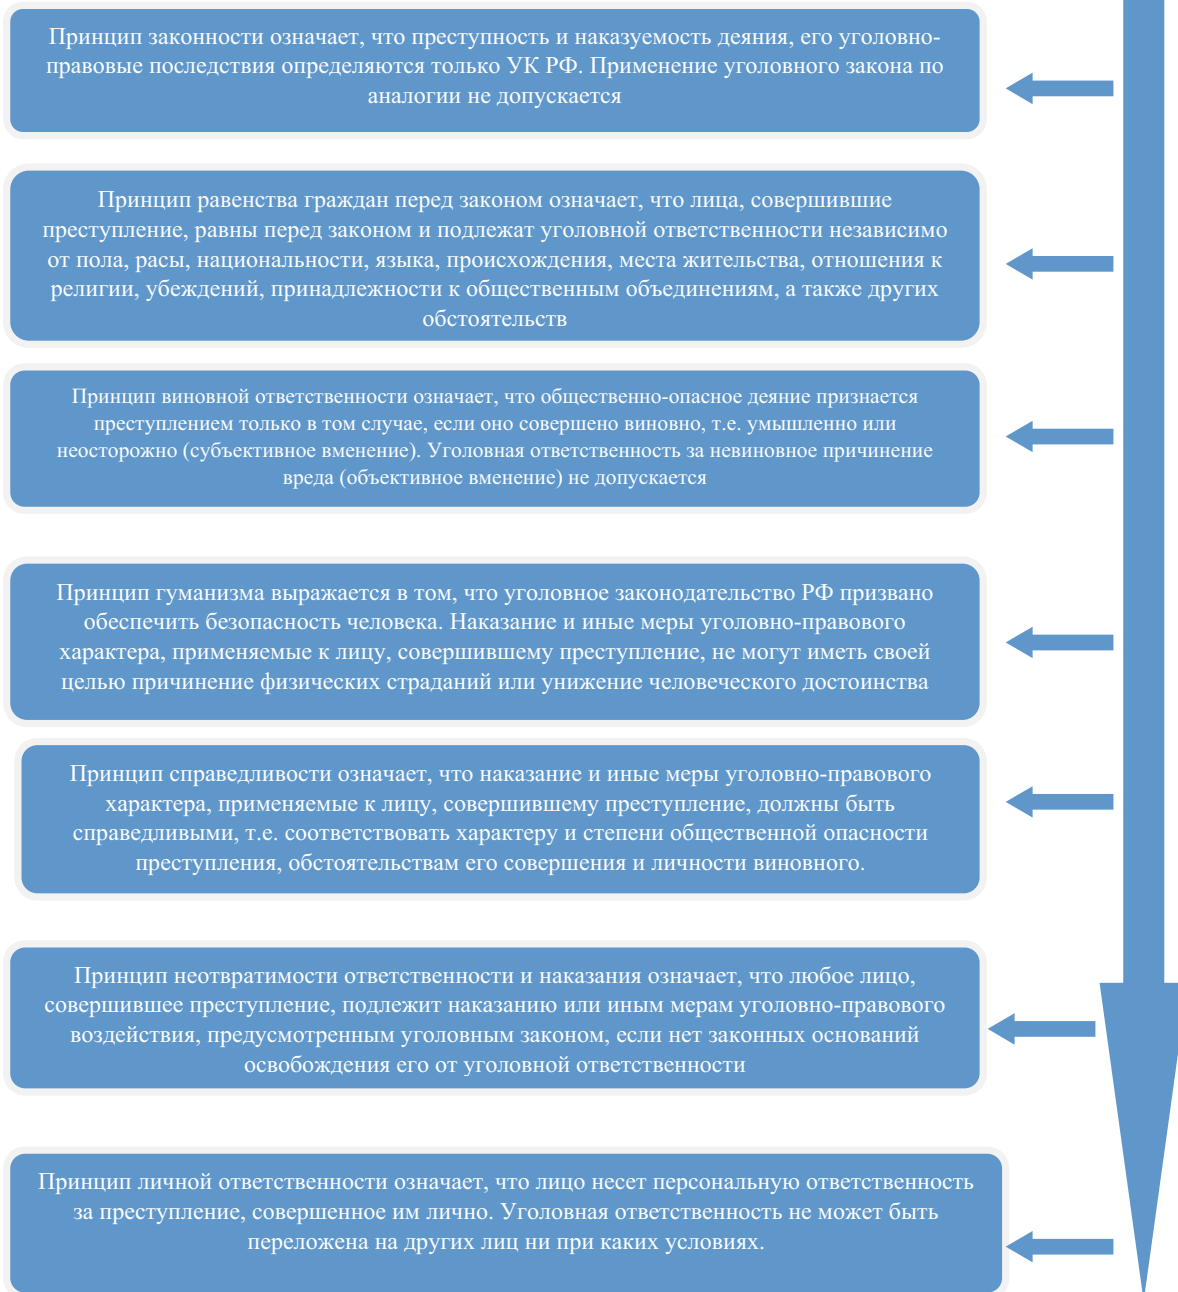 Принцип законности означает, что преступность и наказуемость деяния, его уголовно-
правовые последствия определяются только УК РФ. Применение уголовного закона по
аналогии не допускается
Принцип равенства граждан перед законом означает, что лица, совершившие
преступление, равны перед законом и подлежат уголовной ответственности независимо
от пола, расы, национальности, языка, происхождения, места жительства, отношения к
религии, убеждений, принадлежности к общественным объединениям, а также других
обстоятельств
Принцип виновной ответственности означает, что общественно-опасное деяние признается
преступлением только в том случае, если оно совершено виновно, т.е. умышленно или
неосторожно (субъективное вменение). Уголовная ответственность за невиновное причинение
вреда (объективное вменение) не допускается
Принцип гуманизма выражается в том, что уголовное законодательство РФ призвано
обеспечить безопасность человека. Наказание и иные меры уголовно-правового
характера, применяемые к лицу, совершившему преступление, не могут иметь своей
целью причинение физических страданий или унижение человеческого достоинства
Принцип справедливости означает, что наказание и иные меры уголовно-правового
характера, применяемые к лицу, совершившему преступление, должны быть
справедливыми, т.е. соответствовать характеру и степени общественной опасности
преступления, обстоятельствам его совершения и личности виновного.
Принцип неотвратимости ответственности и наказания означает, что любое лицо,
совершившее преступление, подлежит наказанию или иным мерам уголовно-правового
воздействия, предусмотренным уголовным законом, если нет законных оснований
освобождения его от уголовной ответственности
Принцип личной ответственности означает, что лицо несет персональную ответственность
за преступление, совершенное им лично. Уголовная ответственность не может быть
переложена на других лиц ни при каких условиях.